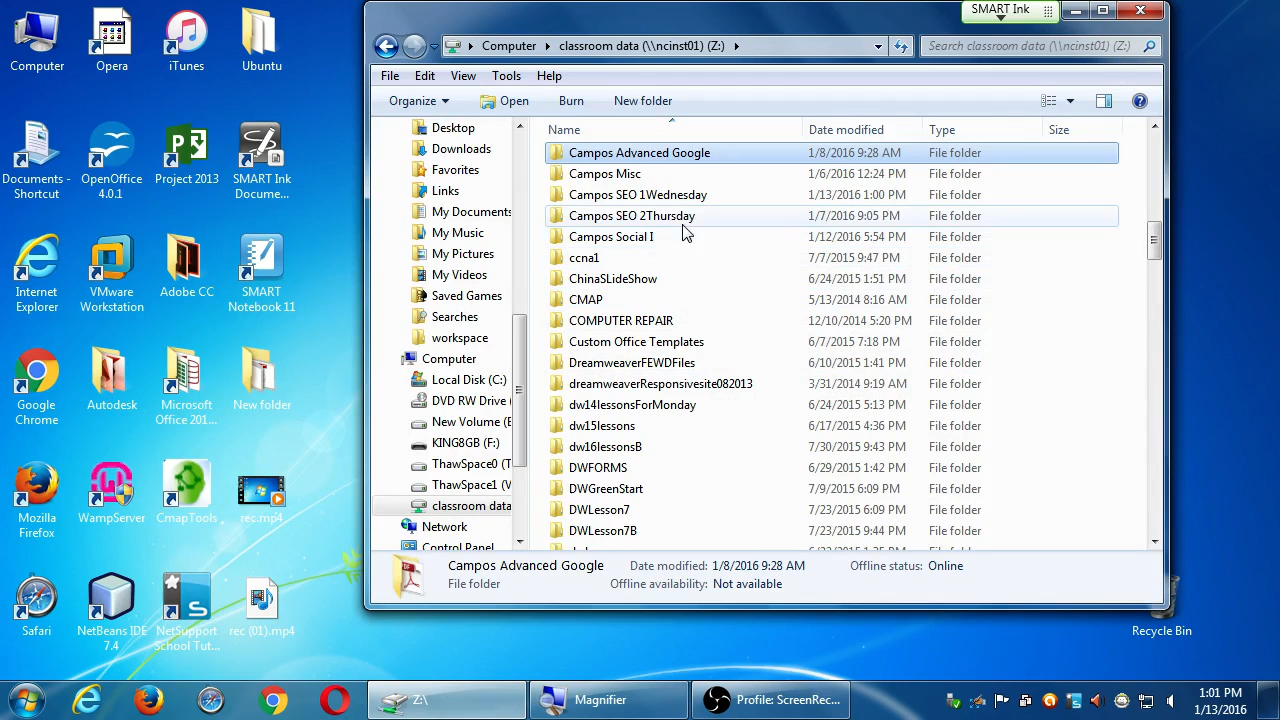 Computer
Opera
iTunes
Ubuntu
Documents -
Shortcut
OpenOffice
4.0.1
Project 2013
SMART Ink
Docume...
Internet
Explorer
VMware
Workstation
Adobe CC
SMART
Notebook 11
Google
Chrome
Autodesk
Microsoft
Office 201...
New folder
Mozilla
Firefox
WampServer
CmapTools
rec.mp4
Safari
NetBeans IDE
7.4
NetSupport
School Tut...
rec (01).mp4
SMART Ink
Computer classroom data (\\ncinst01) (Z:)
Search classroom data (\\ncinst01) (Z:)
File Edit View Tools Help
Organize Open Burn New folder
Desktop
Downloads
Favorites
Links
My Documents
My Music
My Pictures
My Videos
Saved Games
Searches
workspace
Computer
Local Disk (C:)
DVD RW Drive (
New Volume (E
KING8GB (F:)
ThawSpace0 (T
ThawSpace1 (V
classroom data
Network
Control Panel
Name Date modified Type Size
Campos Advanced Google 1/8/2016 9:28 AM File folder
Campos Misc 1/6/2016 12:24 PM File folder
Campos SEO 1Wednesday 1/13/2016 1:00 PM File folder
Campos SEO 2Thursday 1/7/2016 9:05 PM File folder
Campos Social I 1/12/2016 5:54 PM File folder
ccna1 7/7/2015 9:47 PM File folder
ChinaSLideShow 6/24/2015 1:51 PM File folder
CMAP 5/13/2014 8:16 AM File folder
COMPUTER REPAIR 12/10/2014 5:20 PM File folder
Custom Office Templates 6/7/2015 7:18 PM File folder
DreamweaverFEWDFiles 6/10/2015 1:41 PM File folder
dreamweaverResponsivesite082013 3/31/2014 9:19 AM File folder
dw14lessonsForMonday 6/24/2015 5:13 PM File folder
dw15lessons 6/17/2015 4:36 PM File folder
dw16lessonsB 7/30/2015 9:43 PM File folder
DWFORMS 7/29/2015 1:42 PM File folder
DWGreenStart 7/9/2015 6:09 PM File folder
DWLesson7 7/23/2015 6:09 PM File folder
DWLesson7B 7/23/2015 9:44 PM File folder
Campos Advanced Google Date modified: 1/8/2016 9:28 AM Offline status: Online
File folder Offline availability: Not available
Recycle Bin
Z:\
Magnifier
Profile: ScreenRec...
1:01 PM
1/13/2016